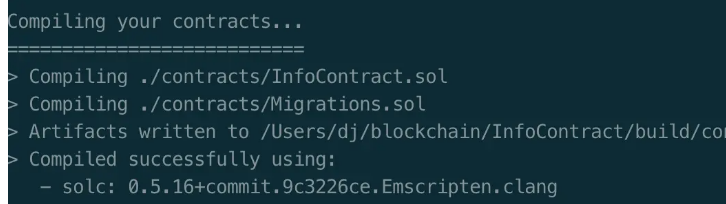 Compiling your contracts...
===========================
> Compiling ./contracts/InfoContract.sol
> Compiling ./contracts/Migrations.sol
> Artifacts written to /Users/dj/blockchain/InfoContract/build/co
> Compiled successfully using:
   - solc: 0.5.16+commit.9c3226ce.Emscripten.clang